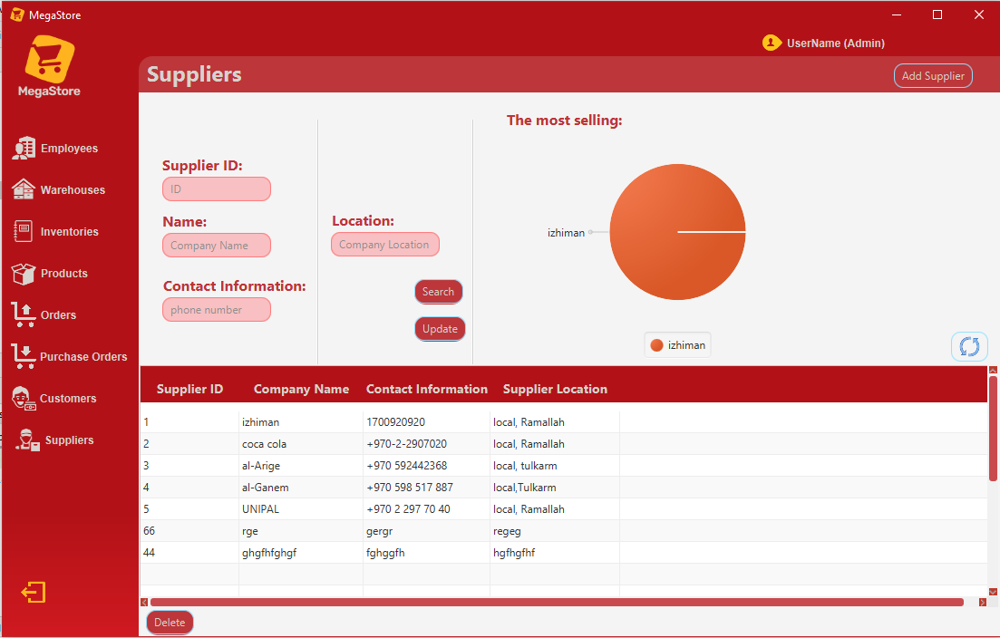 MegaStore
UserName (Admin)
MegaStore
Suppliers
Add Supplier
Employees
Warehouses
Inventories
Products
Orders
Purchase Orders
Customers
Suppliers
Supplier ID:
ID
Name:
Company Name
Contact Information:
phone number
Location:
Company Location
Search
Update
The most selling:
izhiman
izhiman
Supplier ID Company Name Contact Information Supplier Location
1 izhiman 1700920920 local, Ramallah
2 coca cola +970-2-2907020 local, Ramallah
3 al-Arige +970 592442368 local, tulkarm
4 al-Ganem +970 598 517 887 local,Tulkarm
5 UNIPAL +970 2 297 70 40 local, Ramallah
66 rge gergr regeg
44 ghgfhfghgf fghggfh hgfhgfhf
Delete